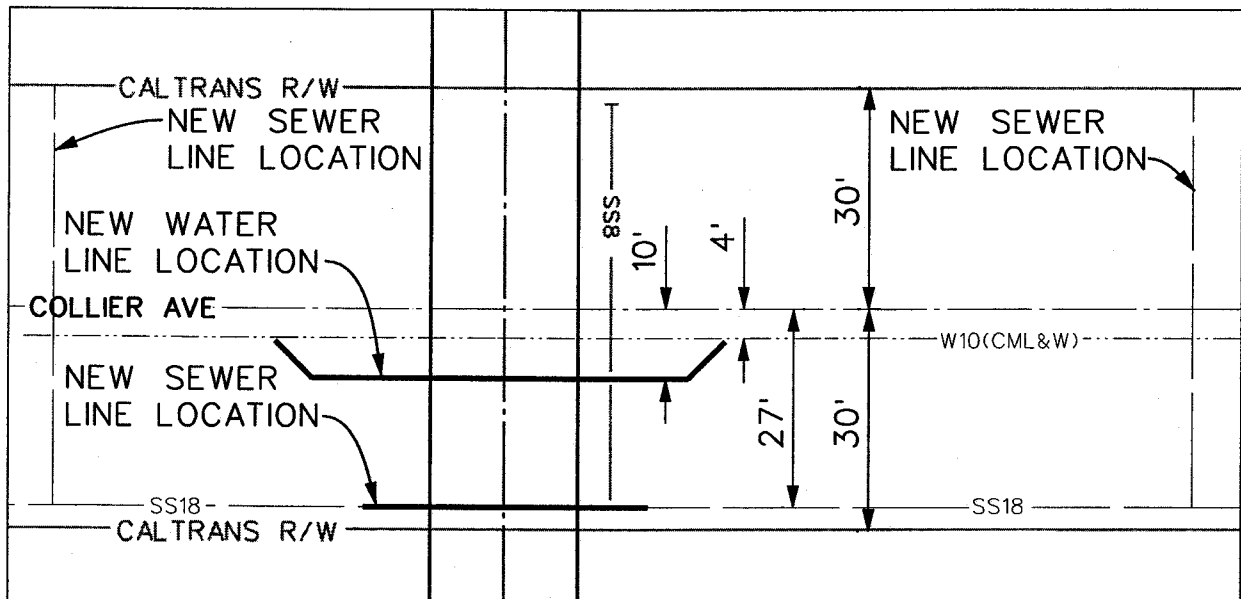 CALTRANS R/W
NEW SEWER
LINE LOCATION
NEW SEWER
LINE LOCATION
SS8
30'
NEW WATER
LINE LOCATION
10'
4'
COLLIER AVE
W10(CML&W)
NEW SEWER
LINE LOCATION
27'
30'
SS18
SS18
CALTRANS R/W